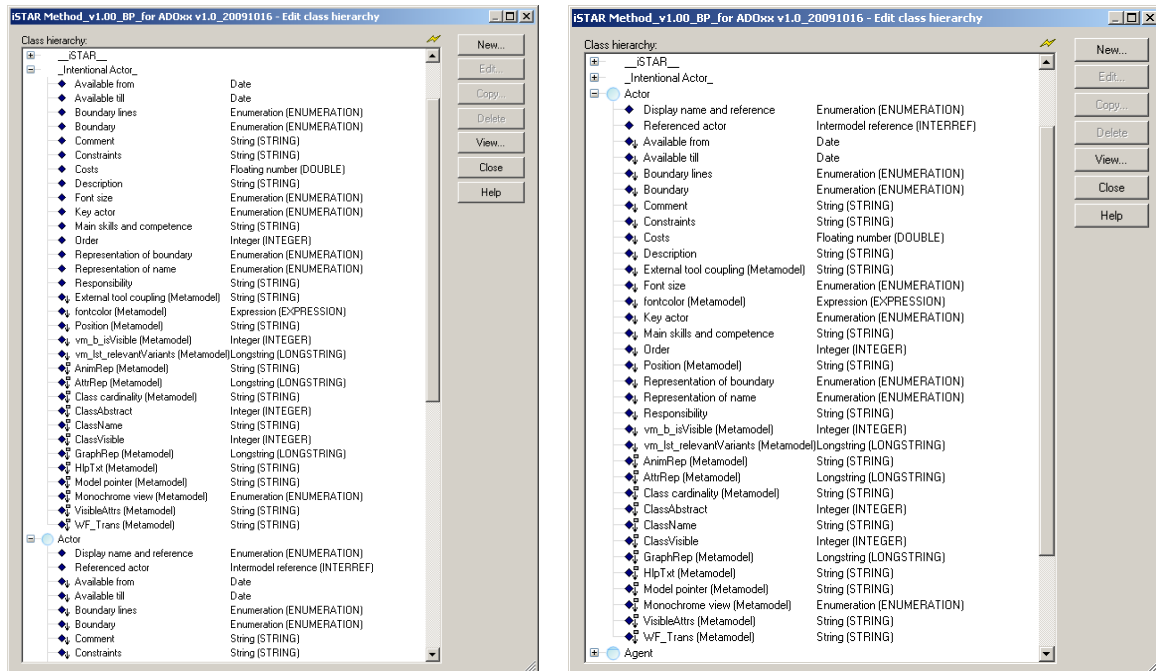 iSTAR Method_v1.00_BP_for ADOxx v1.0_20091016 - Edit class hierarchy
Class hierarchy:
__iSTAR__
_Intentional Actor_
Available from Date
Available till Date
Boundary lines Enumeration (ENUMERATION)
Boundary Enumeration (ENUMERATION)
Comment String (STRING)
Constraints String (STRING)
Costs Floating number (DOUBLE)
Description String (STRING)
Font size Enumeration (ENUMERATION)
Key actor Enumeration (ENUMERATION)
Main skills and competence String (STRING)
Order Integer (INTEGER)
Representation of boundary Enumeration (ENUMERATION)
Representation of name Enumeration (ENUMERATION)
Responsibility String (STRING)
External tool coupling (Metamodel) String (STRING)
fontcolor (Metamodel) Expression (EXPRESSION)
Position (Metamodel) String (STRING)
vm_b_isVisible (Metamodel) Integer (INTEGER)
vm_lst_relevantVariants (Metamodel) Longstring (LONGSTRING)
AnimRep (Metamodel) String (STRING)
AttrRep (Metamodel) Longstring (LONGSTRING)
Class cardinality (Metamodel) String (STRING)
ClassAbstract Integer (INTEGER)
ClassName String (STRING)
ClassVisible Integer (INTEGER)
GraphRep (Metamodel) Longstring (LONGSTRING)
HlpTxt (Metamodel) String (STRING)
Model pointer (Metamodel) String (STRING)
Monochrome view (Metamodel) Enumeration (ENUMERATION)
VisibleAttrs (Metamodel) String (STRING)
WF_Trans (Metamodel) String (STRING)
Actor
Display name and reference Enumeration (ENUMERATION)
Referenced actor Intermodel reference (INTERREF)
Available from Date
Available till Date
Boundary lines Enumeration (ENUMERATION)
Boundary Enumeration (ENUMERATION)
Comment String (STRING)
Constraints String (STRING)
New...
Edit...
Copy...
Delete
View...
Close
Help
iSTAR Method_v1.00_BP_for ADOxx v1.0_20091016 - Edit class hierarchy
Class hierarchy:
__iSTAR__
_Intentional Actor_
Actor
Display name and reference Enumeration (ENUMERATION)
Referenced actor Intermodel reference (INTERREF)
Available from Date
Available till Date
Boundary lines Enumeration (ENUMERATION)
Boundary Enumeration (ENUMERATION)
Comment String (STRING)
Constraints String (STRING)
Costs Floating number (DOUBLE)
Description String (STRING)
External tool coupling (Metamodel) String (STRING)
Font size Enumeration (ENUMERATION)
fontcolor (Metamodel) Expression (EXPRESSION)
Key actor Enumeration (ENUMERATION)
Main skills and competence String (STRING)
Order Integer (INTEGER)
Position (Metamodel) String (STRING)
Representation of boundary Enumeration (ENUMERATION)
Representation of name Enumeration (ENUMERATION)
Responsibility String (STRING)
vm_b_isVisible (Metamodel) Integer (INTEGER)
vm_lst_relevantVariants (Metamodel) Longstring (LONGSTRING)
AnimRep (Metamodel) String (STRING)
AttrRep (Metamodel) Longstring (LONGSTRING)
Class cardinality (Metamodel) String (STRING)
ClassAbstract Integer (INTEGER)
ClassName String (STRING)
ClassVisible Integer (INTEGER)
GraphRep (Metamodel) Longstring (LONGSTRING)
HlpTxt (Metamodel) String (STRING)
Model pointer (Metamodel) String (STRING)
Monochrome view (Metamodel) Enumeration (ENUMERATION)
VisibleAttrs (Metamodel) String (STRING)
WF_Trans (Metamodel) String (STRING)
Agent
New...
Edit...
Copy...
Delete
View...
Close
Help